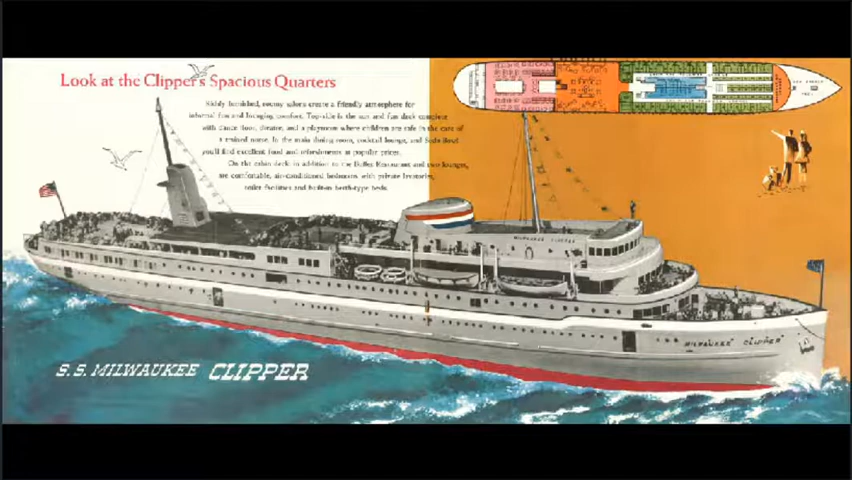 Look at the Clipper's Spacious Quarters
Richly furnished, roomy salons create a friendly atmosphere for
informal fun and lounging comfort. Top-side is the sun and fun deck complete
with dance floor, theatre, and a playroom where children are safe in the care of
a trained nurse. In the main dining room, cocktail lounge, and Soda Bowl
you'll find excellent food and refreshments at popular prices.
On the cabin deck: in addition to the Buffet Restaurant and two lounges,
are comfortable, air-conditioned bedrooms with private lavatories,
toilet facilities and built-in berth-type beds.
MILWAUKEE CLIPPER
MILWAUKEE CLIPPER
S.S. MILWAUKEE CLIPPER